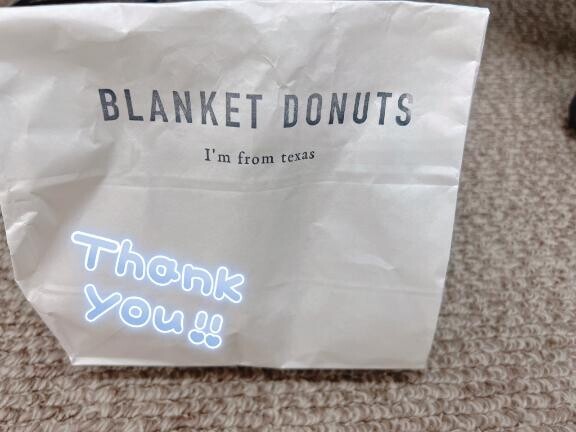 BLANKET DONUTS
I'm from texas
Thank
you!!